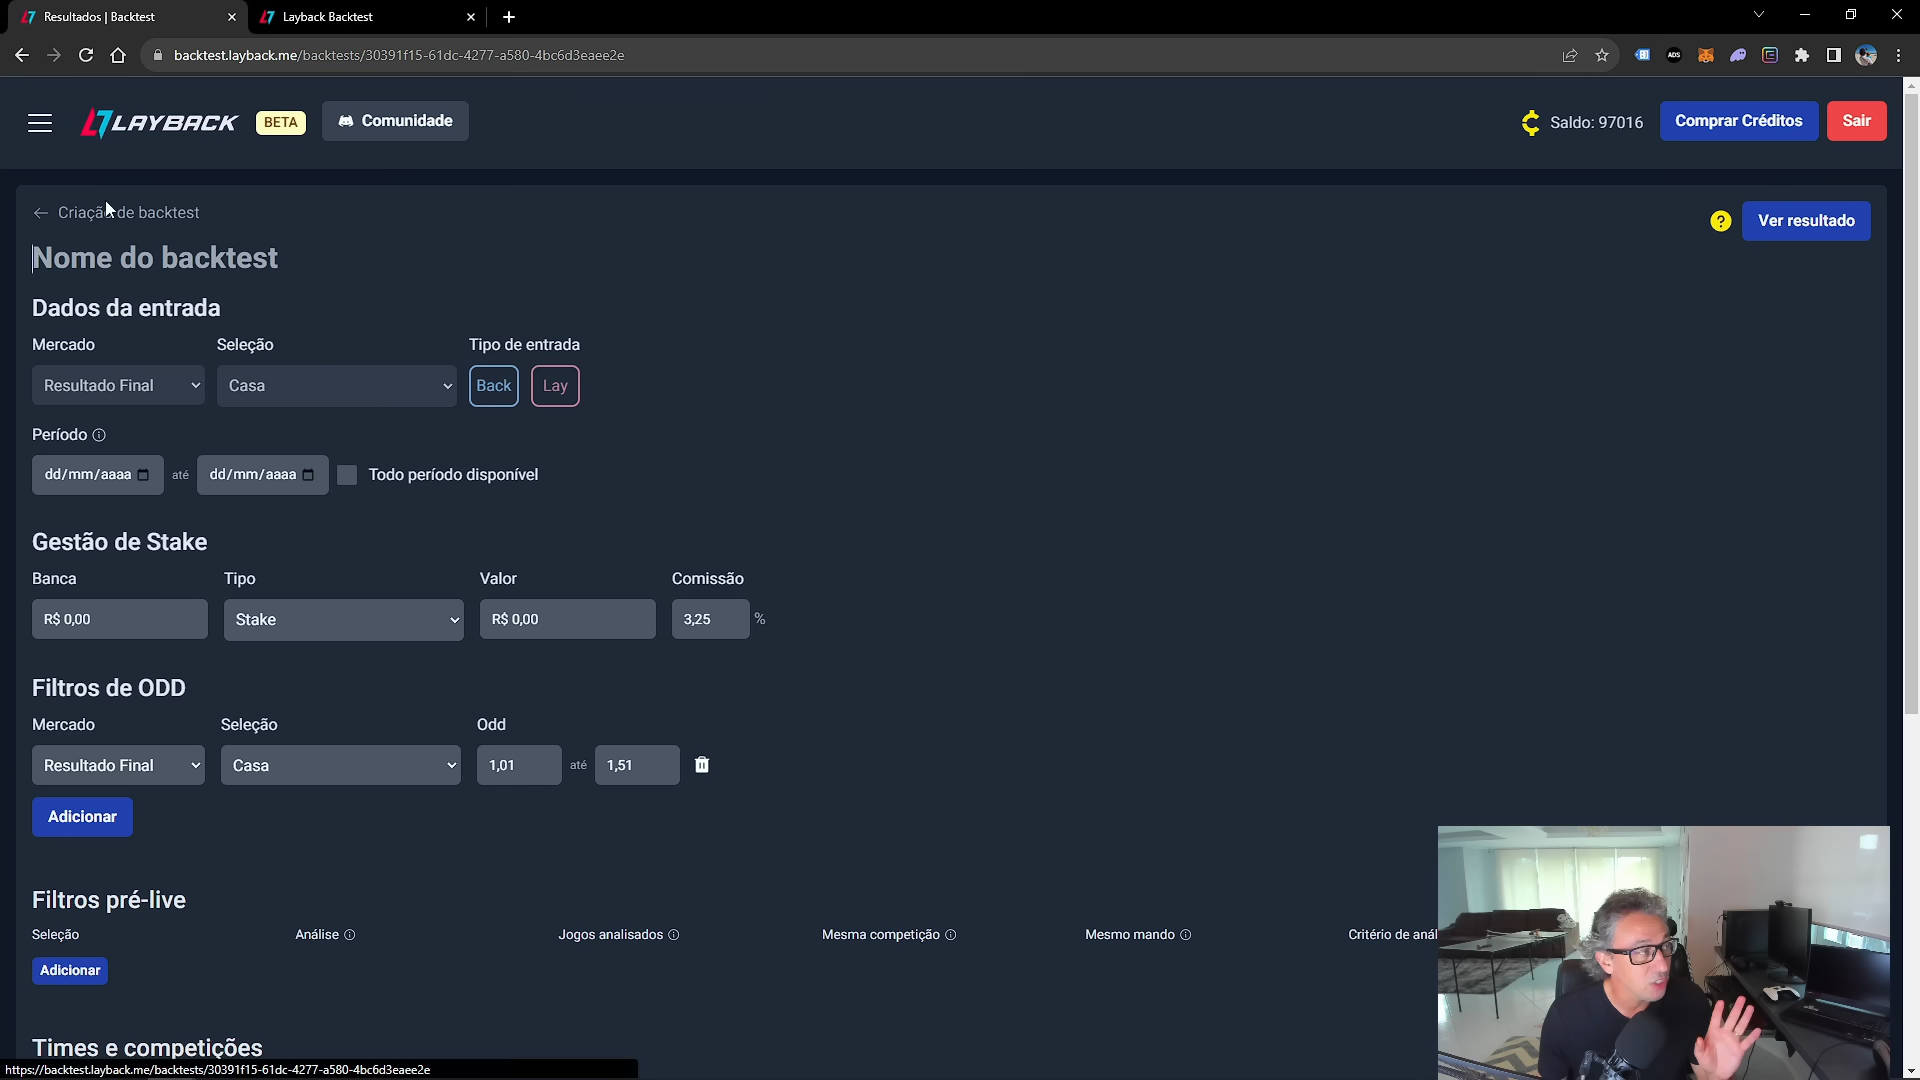 Resultados | Backtest
Layback Backtest
backtest.layback.me/backtests/30391f15-61dc-4277-a580-4bc6d3eaee2e
ADS
LAYBACK
BETA
Comunidade
Saldo: 97016
Comprar Créditos
Sair
Criação de backtest
?
Ver resultado
Nome do backtest
Dados da entrada
Mercado Seleção Tipo de entrada
Resultado Final Casa Back Lay
Período
dd/mm/aaaa até dd/mm/aaaa Todo período disponível
Gestão de Stake
Banca Tipo Valor Comissão
R$ 0,00 Stake R$ 0,00 3,25 %
Filtros de ODD
Mercado Seleção Odd
Resultado Final Casa 1,01 até 1,51
Adicionar
Filtros pré-live
Seleção Análise Jogos analisados Mesma competição Mesmo mando Critério de anál
Adicionar
Times e competições
https://backtest.layback.me/backtests/30391f15-61dc-4277-a580-4bc6d3eaee2e